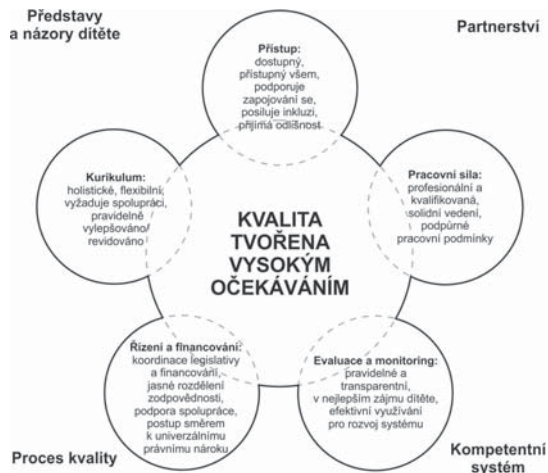 Představy
a názory dítěte
Partnerství
Přístup:
dostupný,
přístupný všem,
podporuje
zapojování se,
posiluje inkluzi,
přijímá odlišnost
Kurikulum:
holistické, flexibilní,
vyžaduje spolupráci,
pravidelně
vylepšováno/
revidováno
Pracovní síla:
profesionální a
kvalifikovaná,
solidní vedení,
podpůrné
pracovní podmínky
KVALITA
TVOŘENA
VYSOKÝM
OČEKÁVÁNÍM
Řízení a financování:
koordinace legislativy
a financování,
jasné rozdělení
zodpovědnosti,
podpora spolupráce,
postup směrem
k univerzálnímu
právnímu nároku
Evaluace a monitoring:
pravidelné a
transparentní,
v nejlepším zájmu dítěte,
efektivní využívání
pro rozvoj systému
Proces kvality
Kompetentní
systém